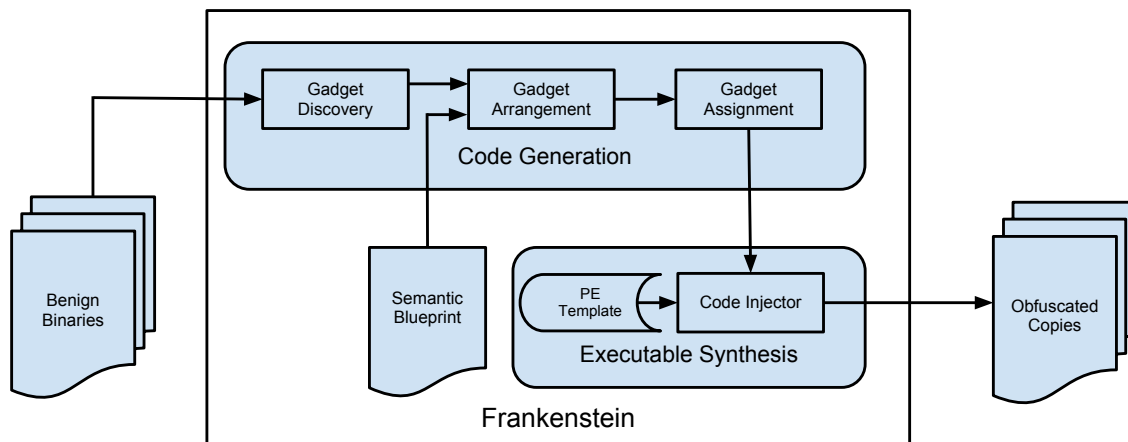 Gadget
Discovery
Gadget
Arrangement
Gadget
Assignment
Code Generation
Benign
Binaries
Semantic
Blueprint
PE
Template
Code Injector
Executable Synthesis
Obfuscated
Copies
Frankenstein